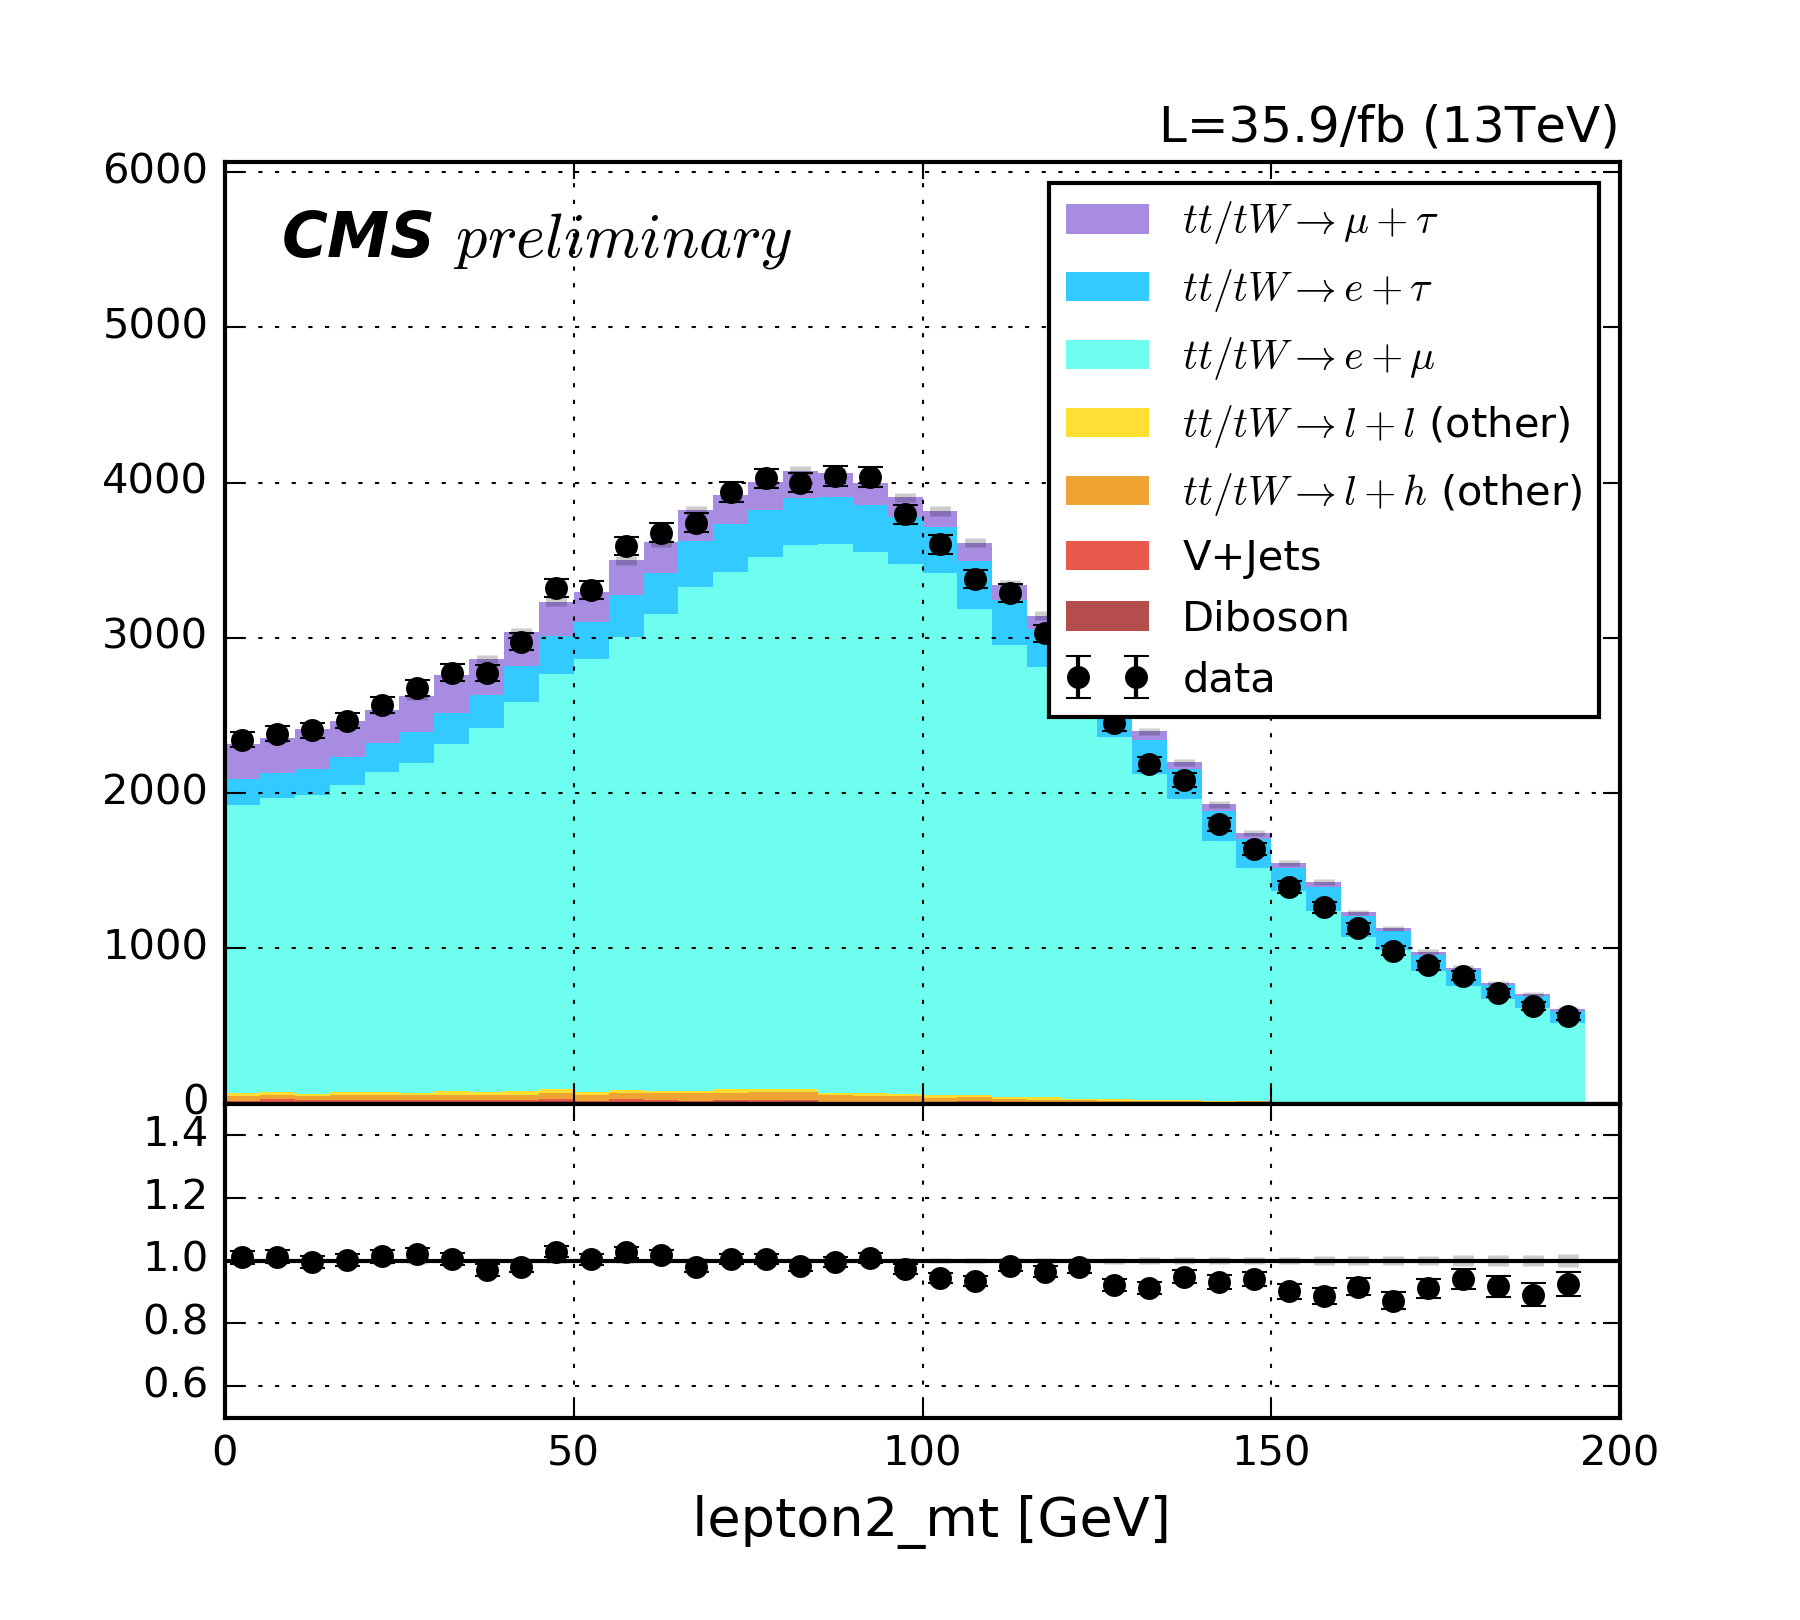 L=35.9/fb (13TeV)
CMS preliminary
6000
5000
4000
3000
2000
1000
0
tt/tW→μ+τ
tt/tW→e+τ
tt/tW→e+μ
tt/tW→l+l (other)
tt/tW→l+h (other)
V+Jets
Diboson
data
1.4
1.2
1.0
0.8
0.6
0 50 100 150 200
lepton2_mt [GeV]